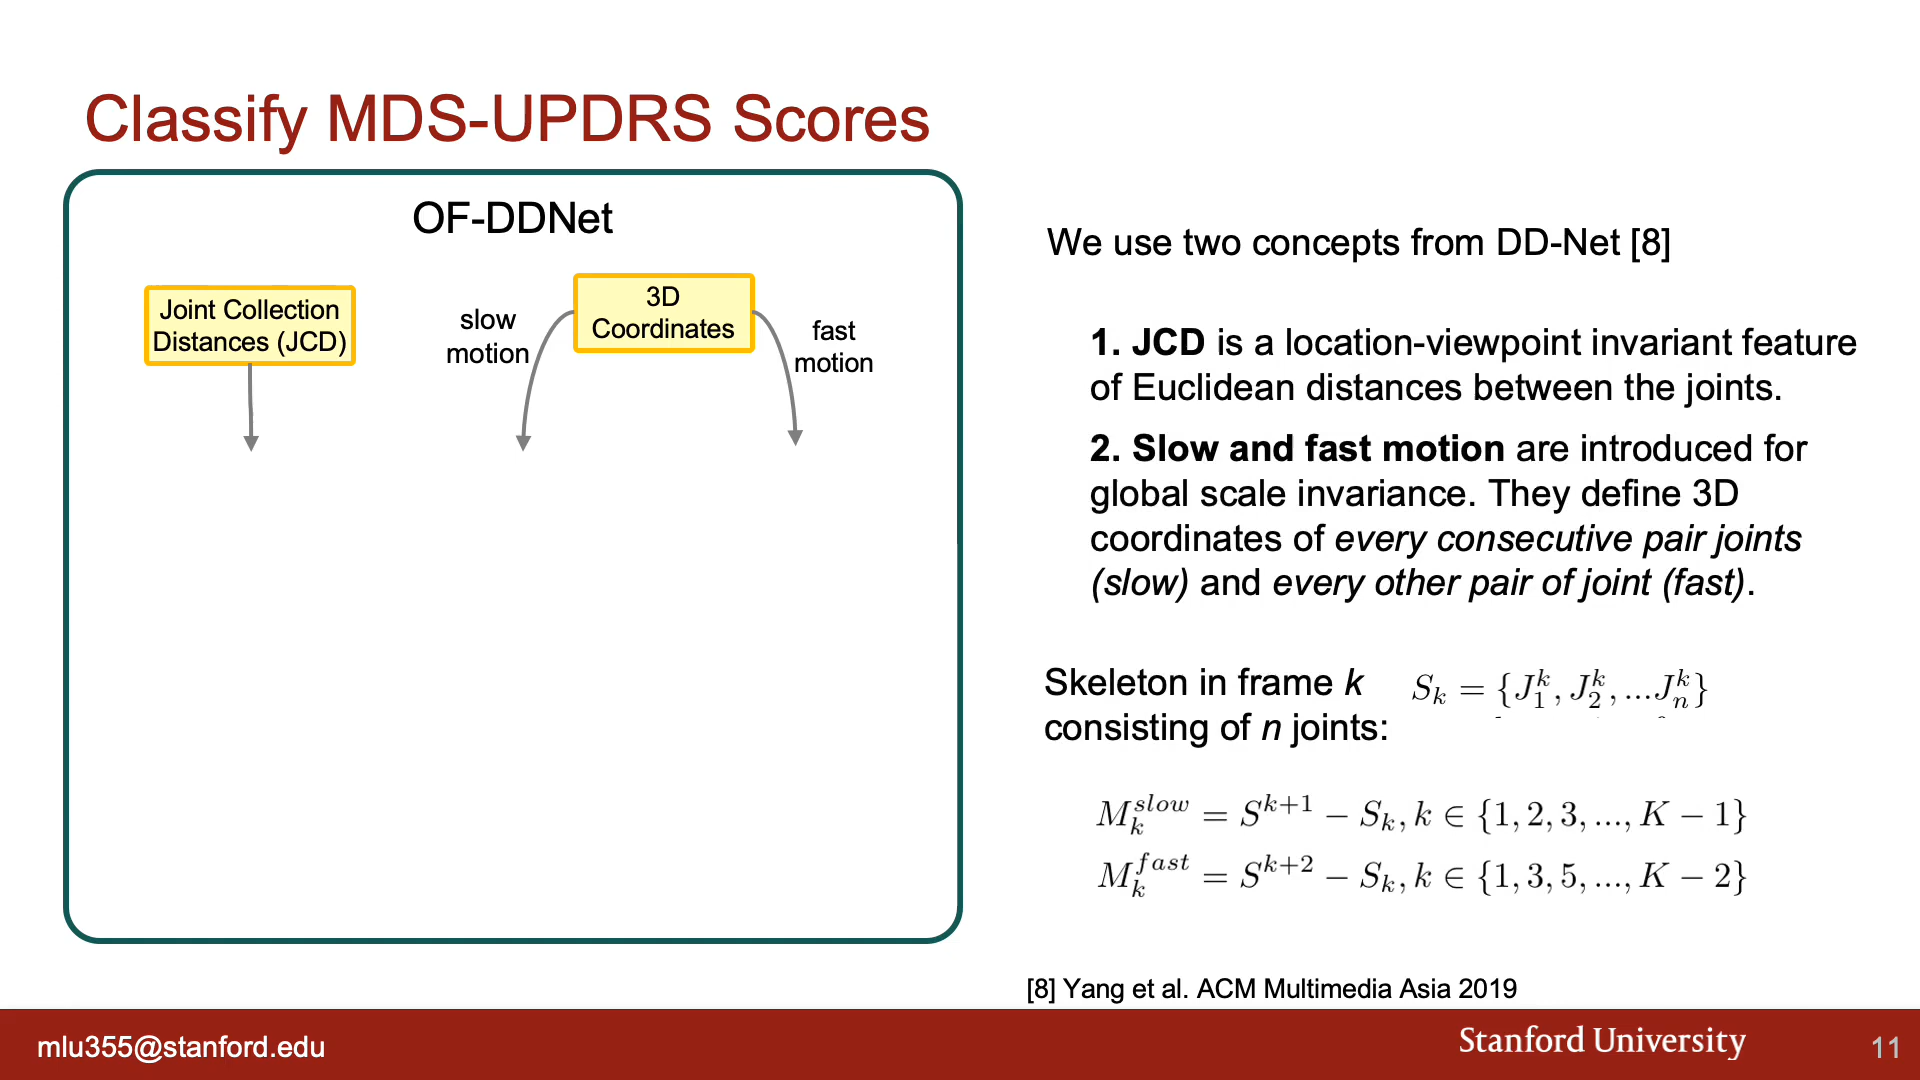 Classify MDS-UPDRS Scores
OF-DDNet
Joint Collection
Distances (JCD)
slow
motion
3D
Coordinates
fast
motion
We use two concepts from DD-Net [8]
1. JCD is a location-viewpoint invariant feature
of Euclidean distances between the joints.
2. Slow and fast motion are introduced for
global scale invariance. They define 3D
coordinates of every consecutive pair joints
(slow) and every other pair of joint (fast).
Skeleton in frame k
consisting of n joints:
$S_k = \{J_1^k, J_2^k, ...J_n^k\}$
$M_k^{slow} = S^{k+1} - S_k, k \in \{1, 2, 3, ..., K - 1\}$
$M_k^{fast} = S^{k+2} - S_k, k \in \{1, 3, 5, ..., K - 2\}$
[8] Yang et al. ACM Multimedia Asia 2019
mlu355@stanford.edu
Stanford University
11